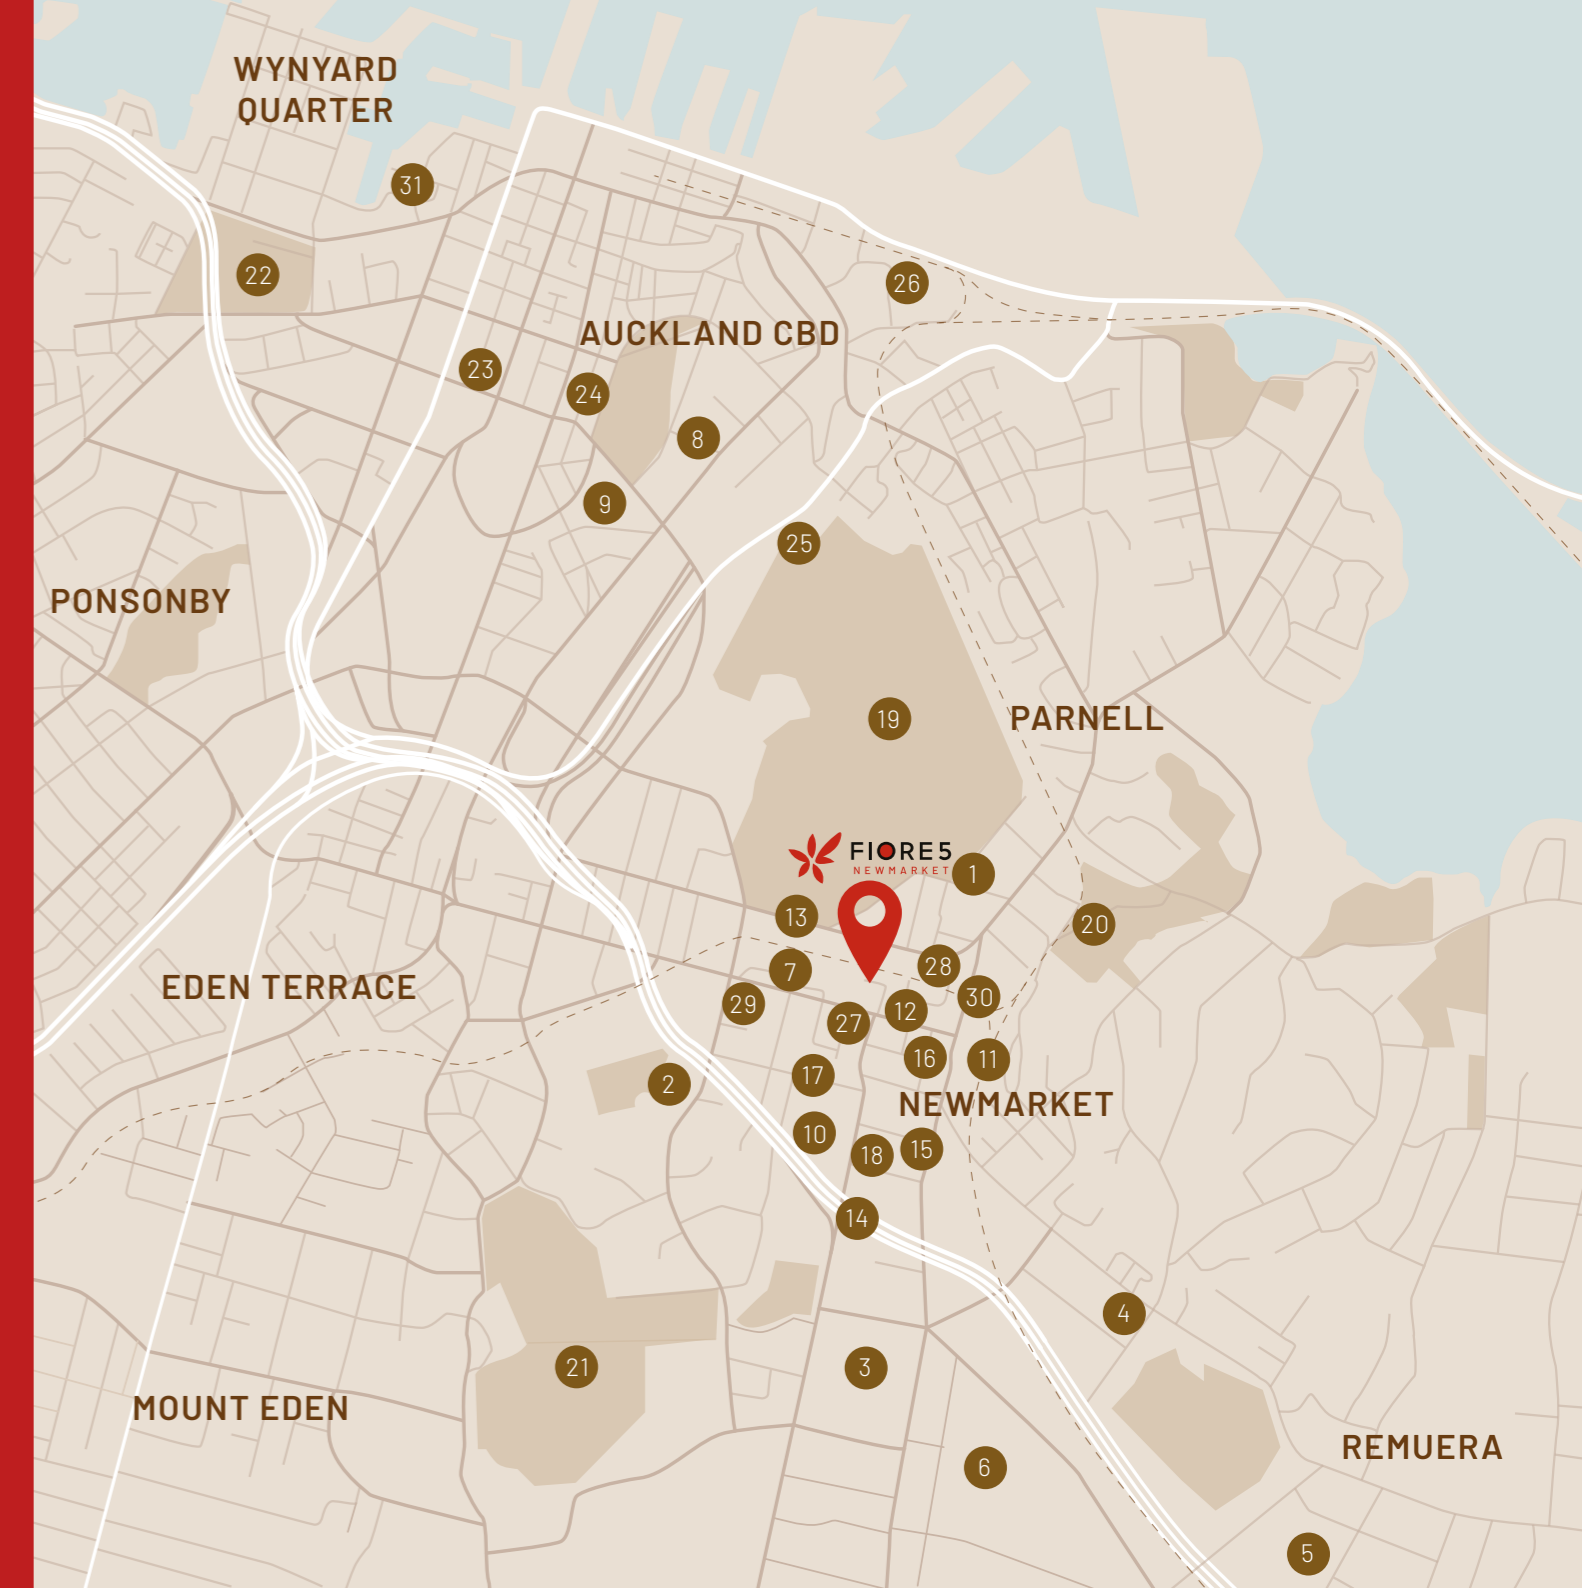 WYNYARD
QUARTER
31
22
26
AUCKLAND CBD
23
24
8
9
25
PONSONBY
19
PARNELL
FIORE5
NEWMARKET
1
13
20
7
28
EDEN TERRACE
29
30
12
27
16
11
17
2
NEWMARKET
10
18
15
14
4
21
3
MOUNT EDEN
REMUERA
6
5